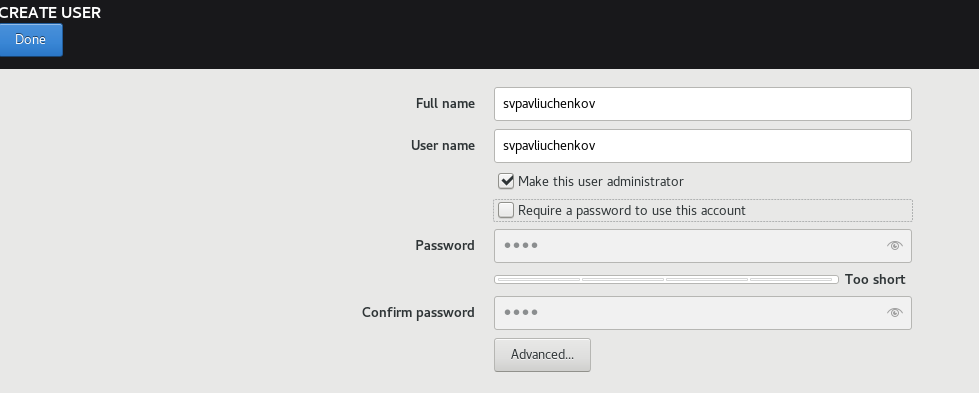 CREATE USER
Done
Full name svpavliuchenkov
User name svpavliuchenkov
Make this user administrator
Require a password to use this account
Password ••••
Too short
Confirm password ••••
Advanced...